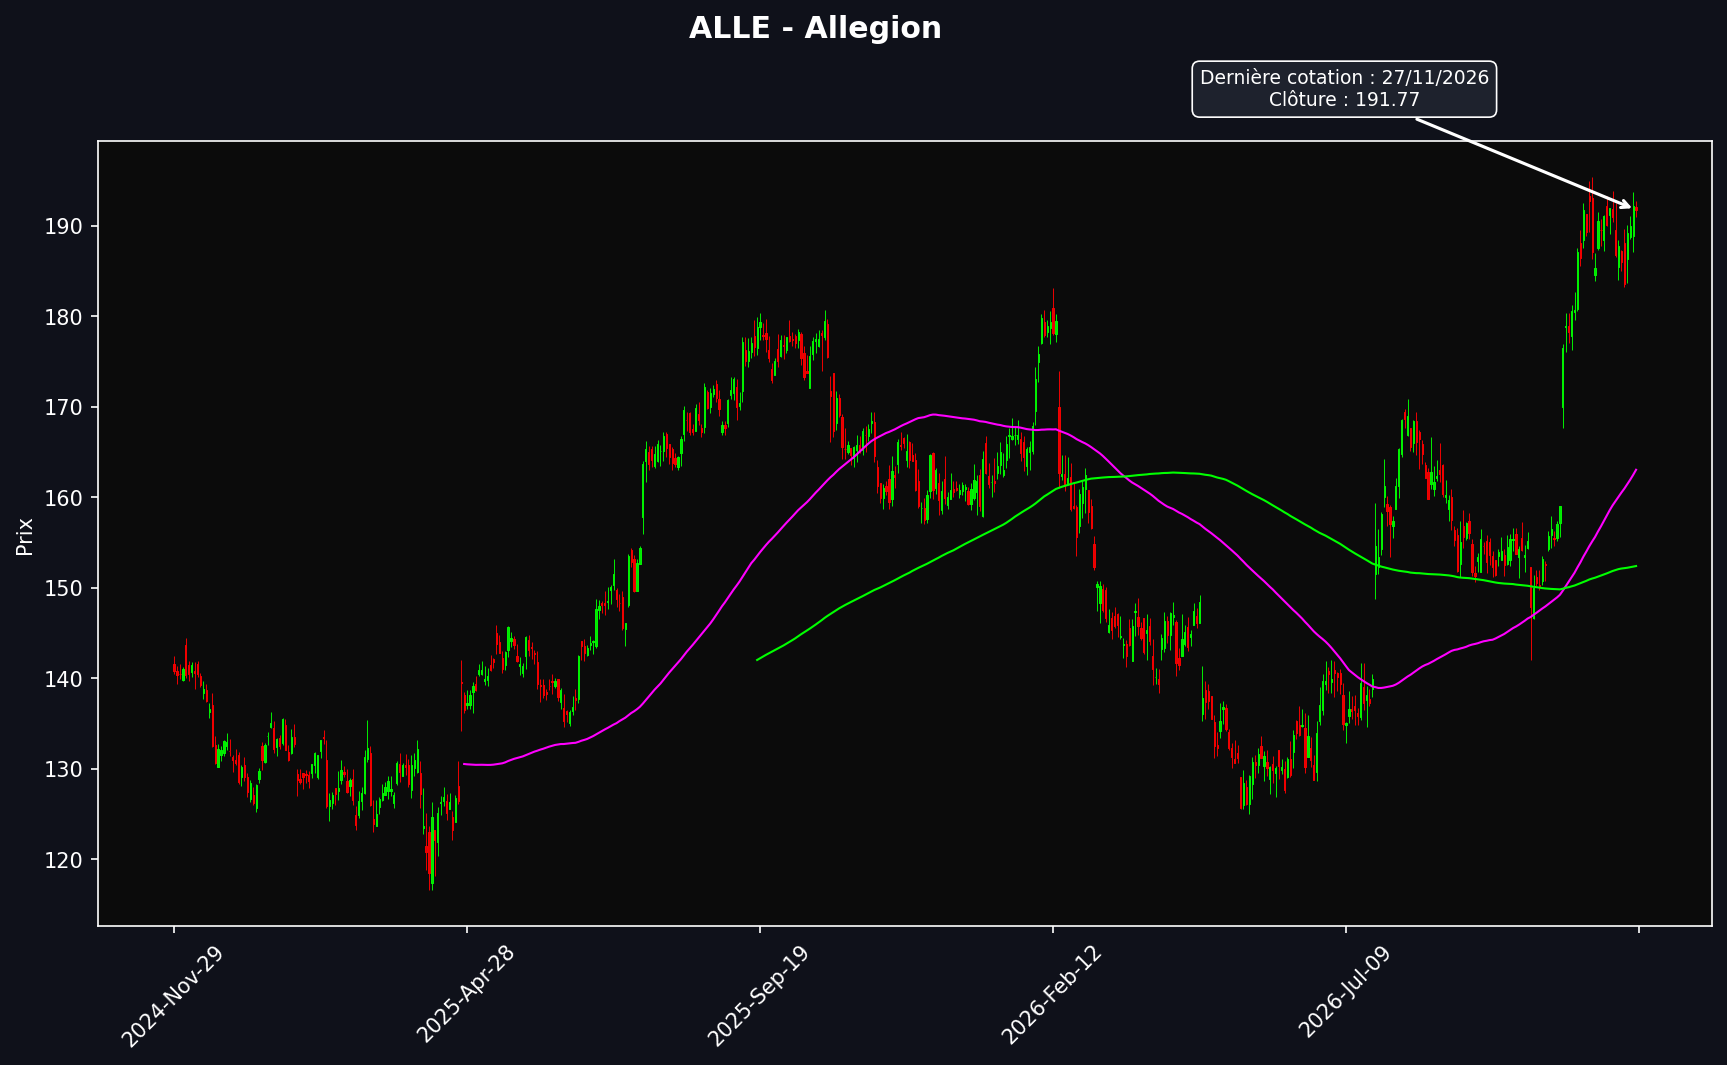 ALLE - Allegion
Dernière cotation : 27/11/2026
Clôture : 191.77
Prix
190
180
170
160
150
140
130
120
2024-Nov-29
2025-Apr-28
2025-Sep-19
2026-Feb-12
2026-Jul-09